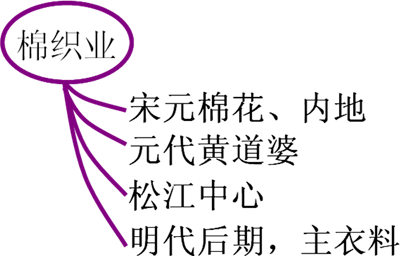 棉织业
宋元棉花、内地
元代黄道婆
松江中心
明代后期，主衣料